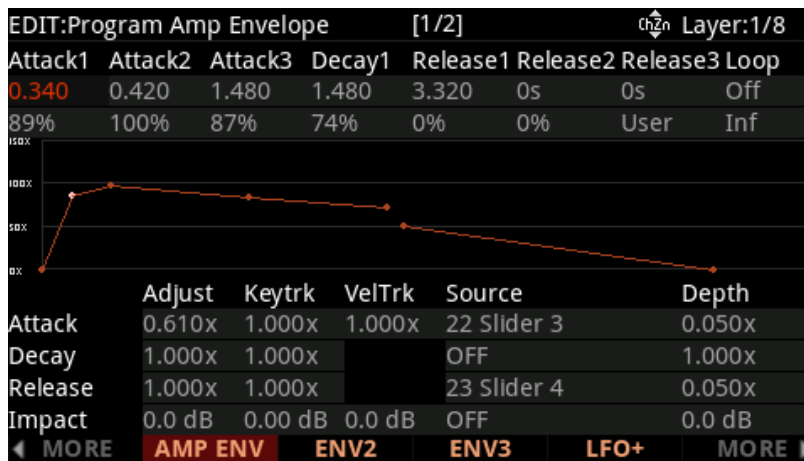 EDIT:Program Amp Envelope [1/2] ChZn Layer:1/8
Attack1 Attack2 Attack3 Decay1 Release1 Release2 Release3 Loop
0.340 0.420 1.480 1.480 3.320 0s 0s Off
89% 100% 87% 74% 0% 0% User Inf
150X
100X
50X
0X
Adjust Keytrk VelTrk Source Depth
Attack 0.610x 1.000x 1.000x 22 Slider 3 0.050x
Decay 1.000x 1.000x OFF 1.000x
Release 1.000x 1.000x 23 Slider 4 0.050x
Impact 0.0 dB 0.00 dB 0.0 dB OFF 0.0 dB
MORE AMP ENV ENV2 ENV3 LFO+ MORE